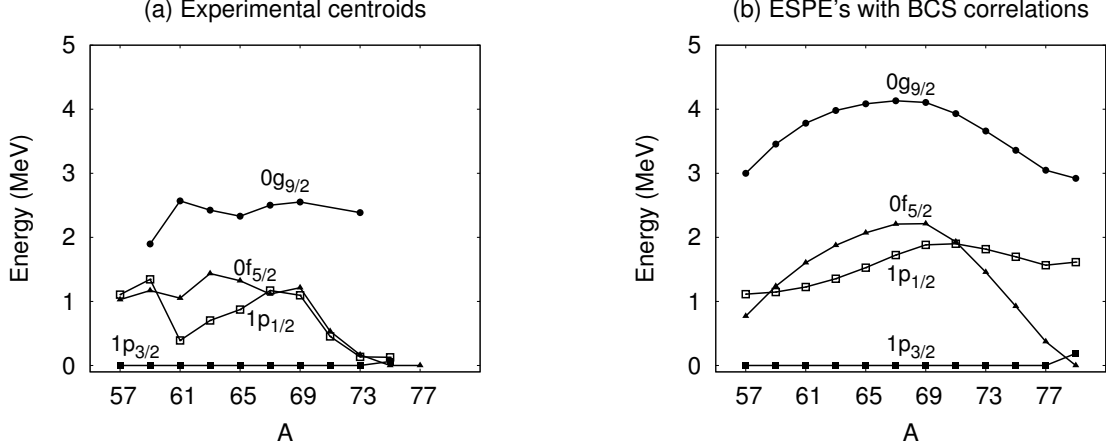 (a) Experimental centroids
Energy (MeV)
5
4
3
2
1
0
0g9/2
0f5/2
1p1/2
1p3/2
57 61 65 69 73 77
A
(b) ESPE's with BCS correlations
Energy (MeV)
5
4
3
2
1
0
0g9/2
0f5/2
1p1/2
1p3/2
57 61 65 69 73 77
A